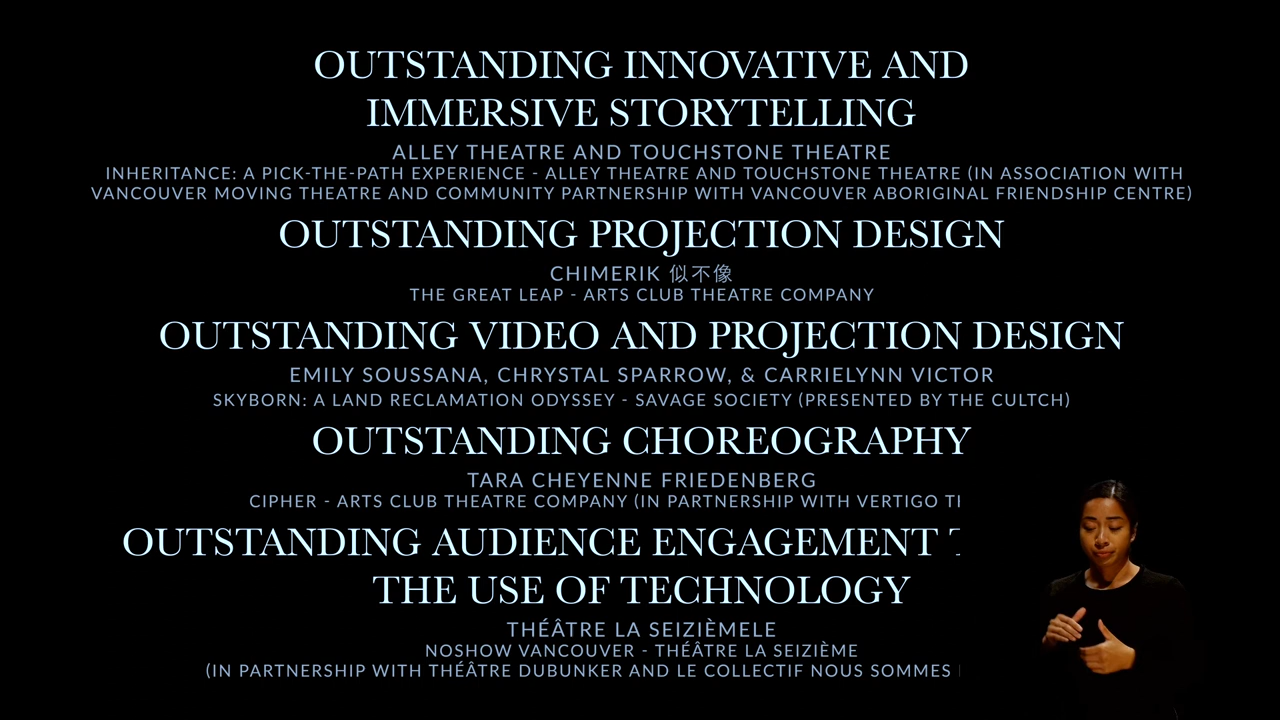 OUTSTANDING INNOVATIVE AND
IMMERSIVE STORYTELLING
ALLEY THEATRE AND TOUCHSTONE THEATRE
INHERITANCE: A PICK-THE-PATH EXPERIENCE - ALLEY THEATRE AND TOUCHSTONE THEATRE (IN ASSOCIATION WITH
VANCOUVER MOVING THEATRE AND COMMUNITY PARTNERSHIP WITH VANCOUVER ABORIGINAL FRIENDSHIP CENTRE)
OUTSTANDING PROJECTION DESIGN
CHIMERIK 似不像
THE GREAT LEAP - ARTS CLUB THEATRE COMPANY
OUTSTANDING VIDEO AND PROJECTION DESIGN
EMILY SOUSSANA, CHRYSTAL SPARROW, & CARRIELYNN VICTOR
SKYBORN: A LAND RECLAMATION ODYSSEY - SAVAGE SOCIETY (PRESENTED BY THE CULTCH)
OUTSTANDING CHOREOGRAPHY
TARA CHEYENNE FRIEDENBERG
CIPHER - ARTS CLUB THEATRE COMPANY (IN PARTNERSHIP WITH VERTIGO
OUTSTANDING AUDIENCE ENGAGEMENT
THE USE OF TECHNOLOGY
THÉÂTRE LA SEIZIÈMELE
NOSHOW VANCOUVER - THÉÂTRE LA SEIZIÈME
(IN PARTNERSHIP WITH THÉÂTRE DUBUNKER AND LE COLLECTIF NOUS SOMMES